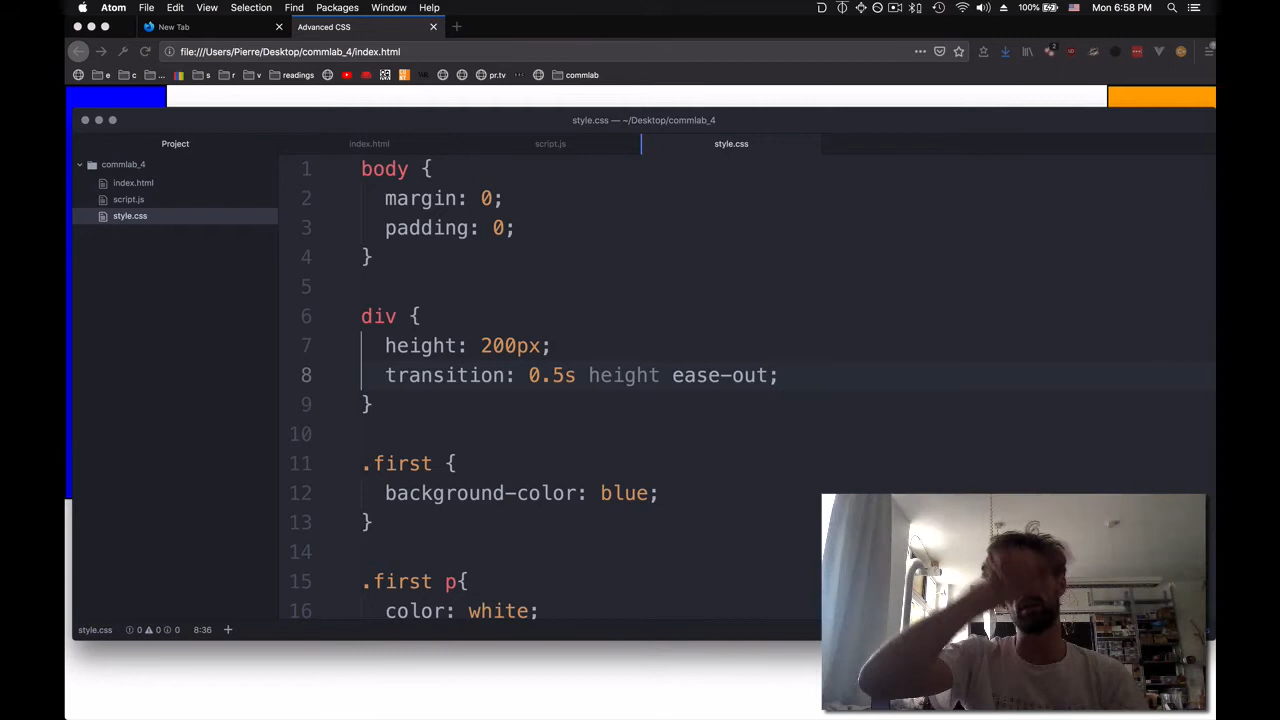 Atom File Edit View Selection Find Packages Window Help 100% Mon 6:58 PM
New Tab Advanced CSS
file:///Users/Pierre/Desktop/commlab_4/index.html
e c ... s r v readings pr.tv commlab
style.css — ~/Desktop/commlab_4
Project index.html script.js style.css
commlab_4
index.html
script.js
style.css
1 body {
2 margin: 0;
3 padding: 0;
4 }
5
6 div {
7 height: 200px;
8 transition: 0.5s height ease-out;
9 }
10
11 .first {
12 background-color: blue;
13 }
14
15 .first p{
16 color: white;
style.css 0 0 0 8:36